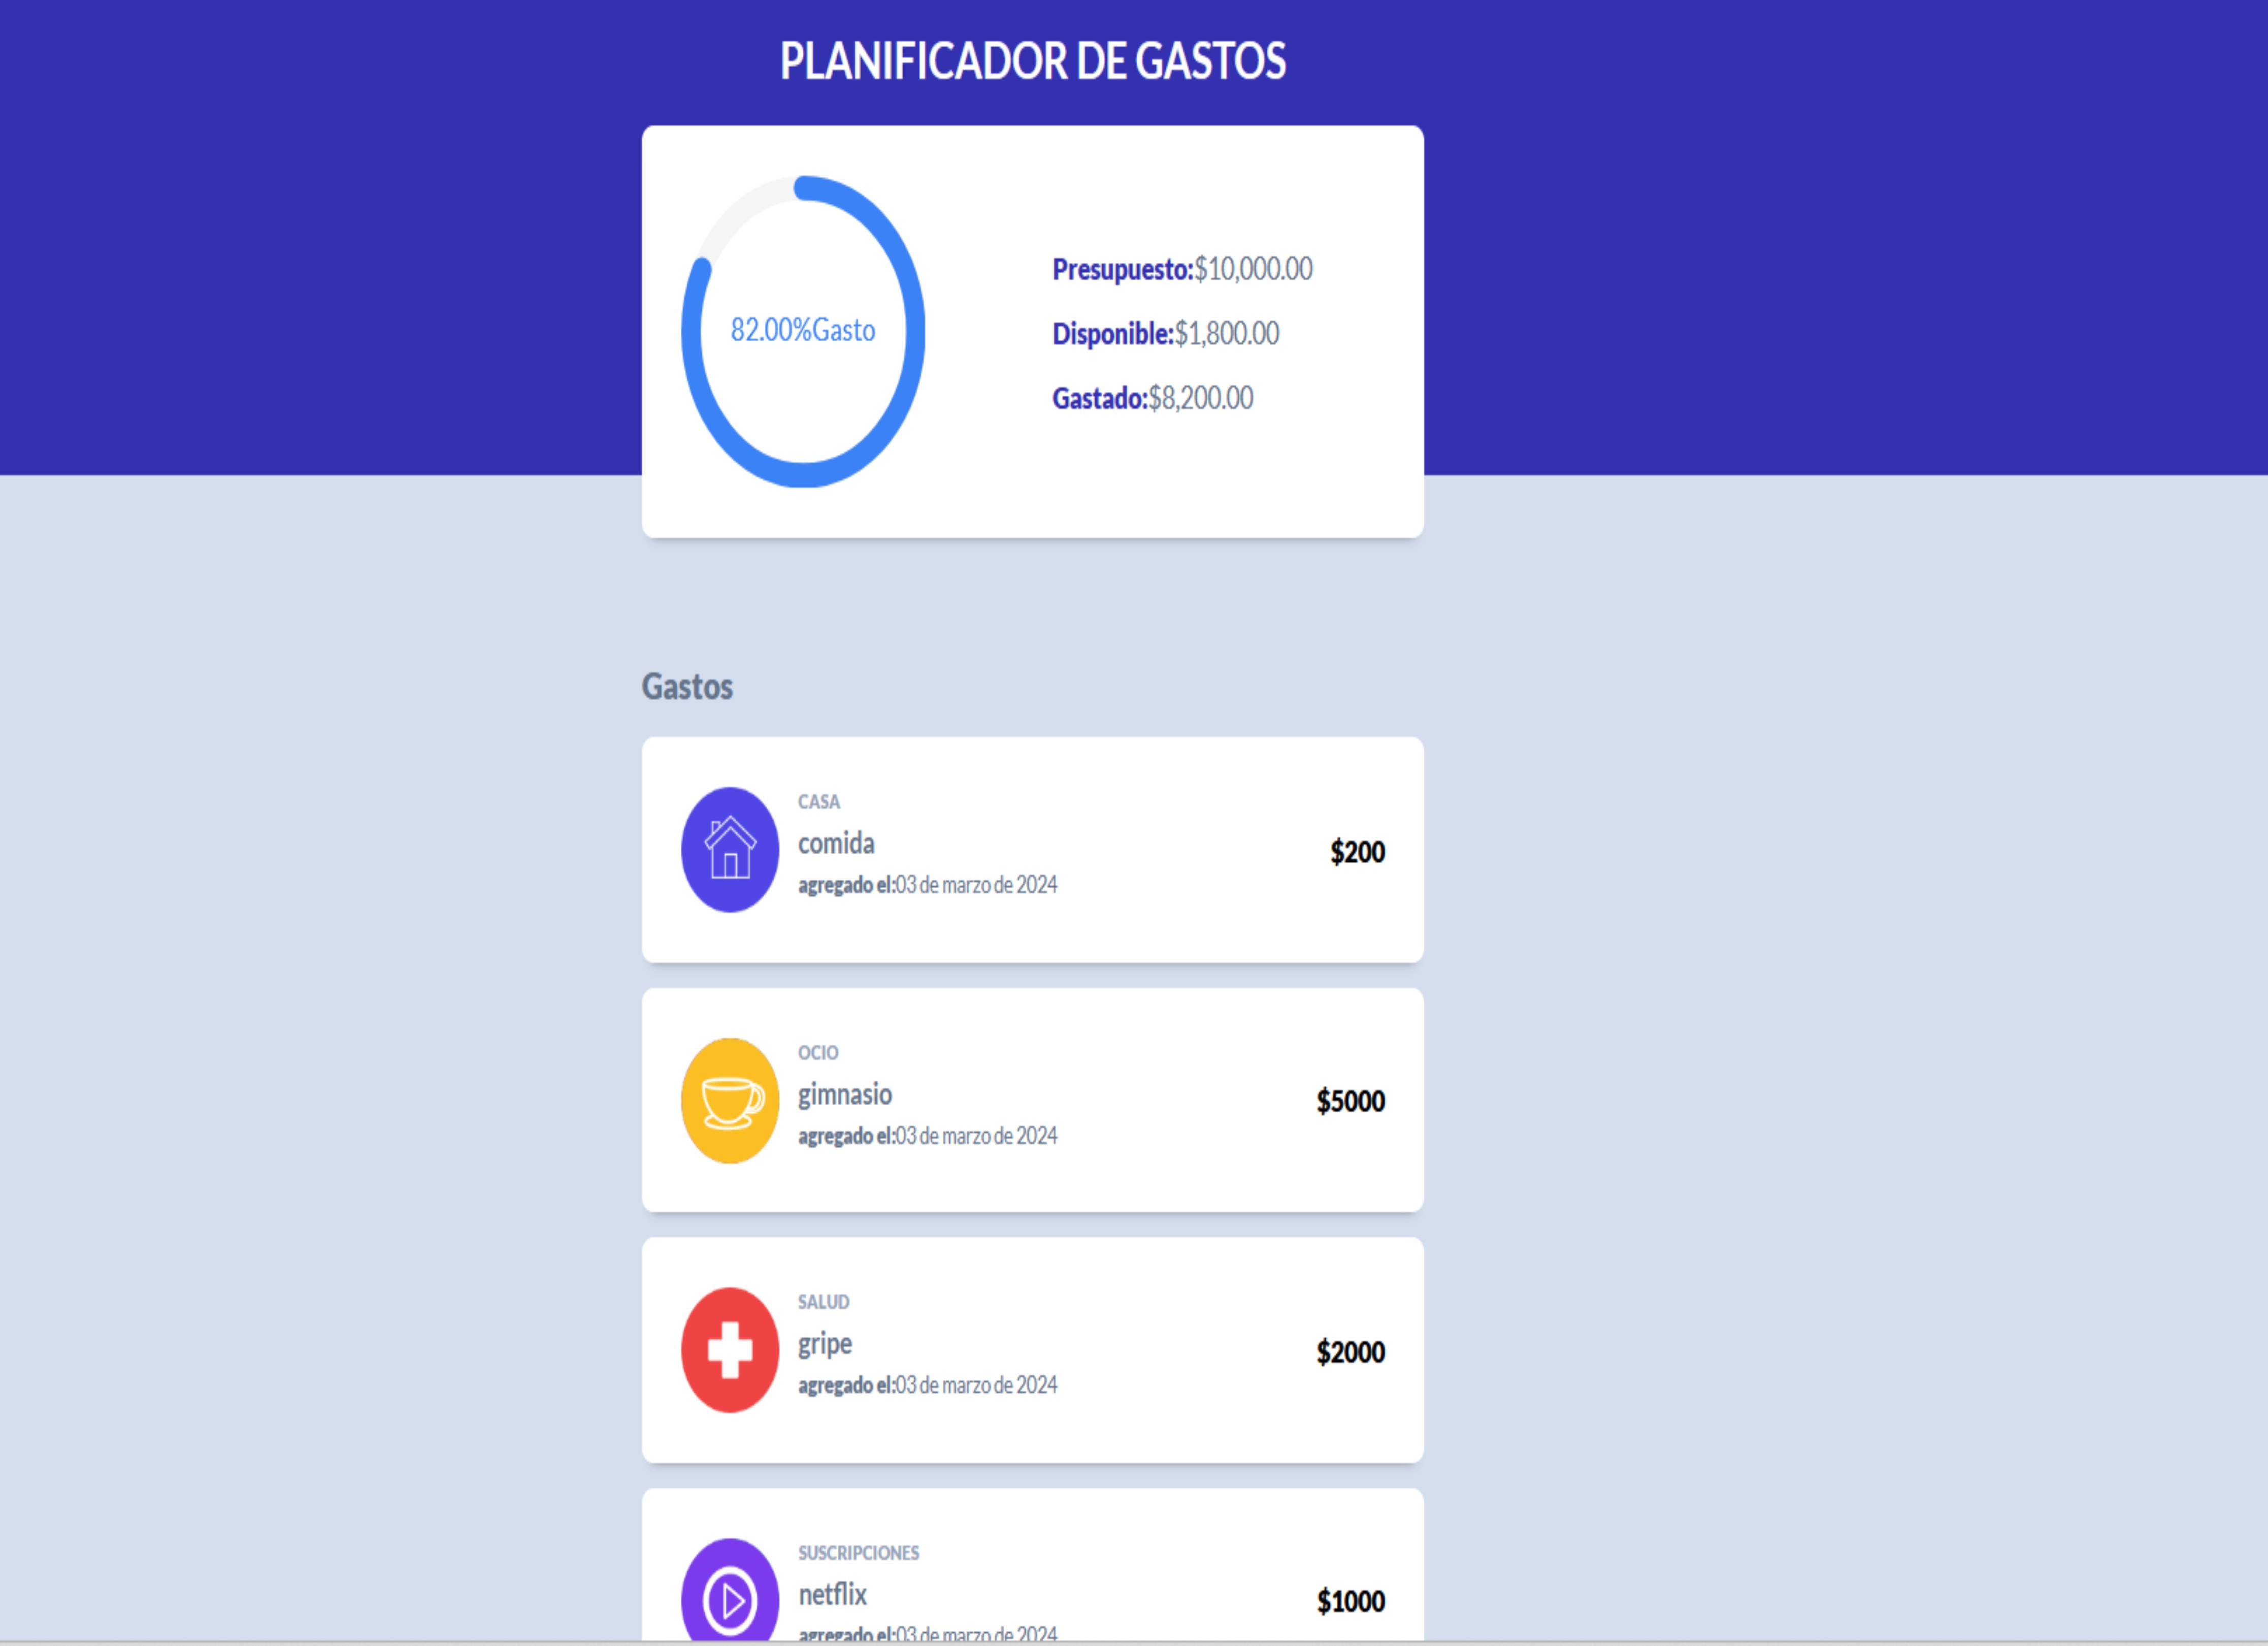 PLANIFICADOR DE GASTOS
82.00%Gasto
Presupuesto:$10,000.00
Disponible:$1,800.00
Gastado:$8,200.00
Gastos
CASA
comida
agregado el:03 de marzo de 2024
$200
OCIO
gimnasio
agregado el:03 de marzo de 2024
$5000
SALUD
gripe
agregado el:03 de marzo de 2024
$2000
SUSCRIPCIONES
netflix
agregado el:03 de marzo de 2024
$1000